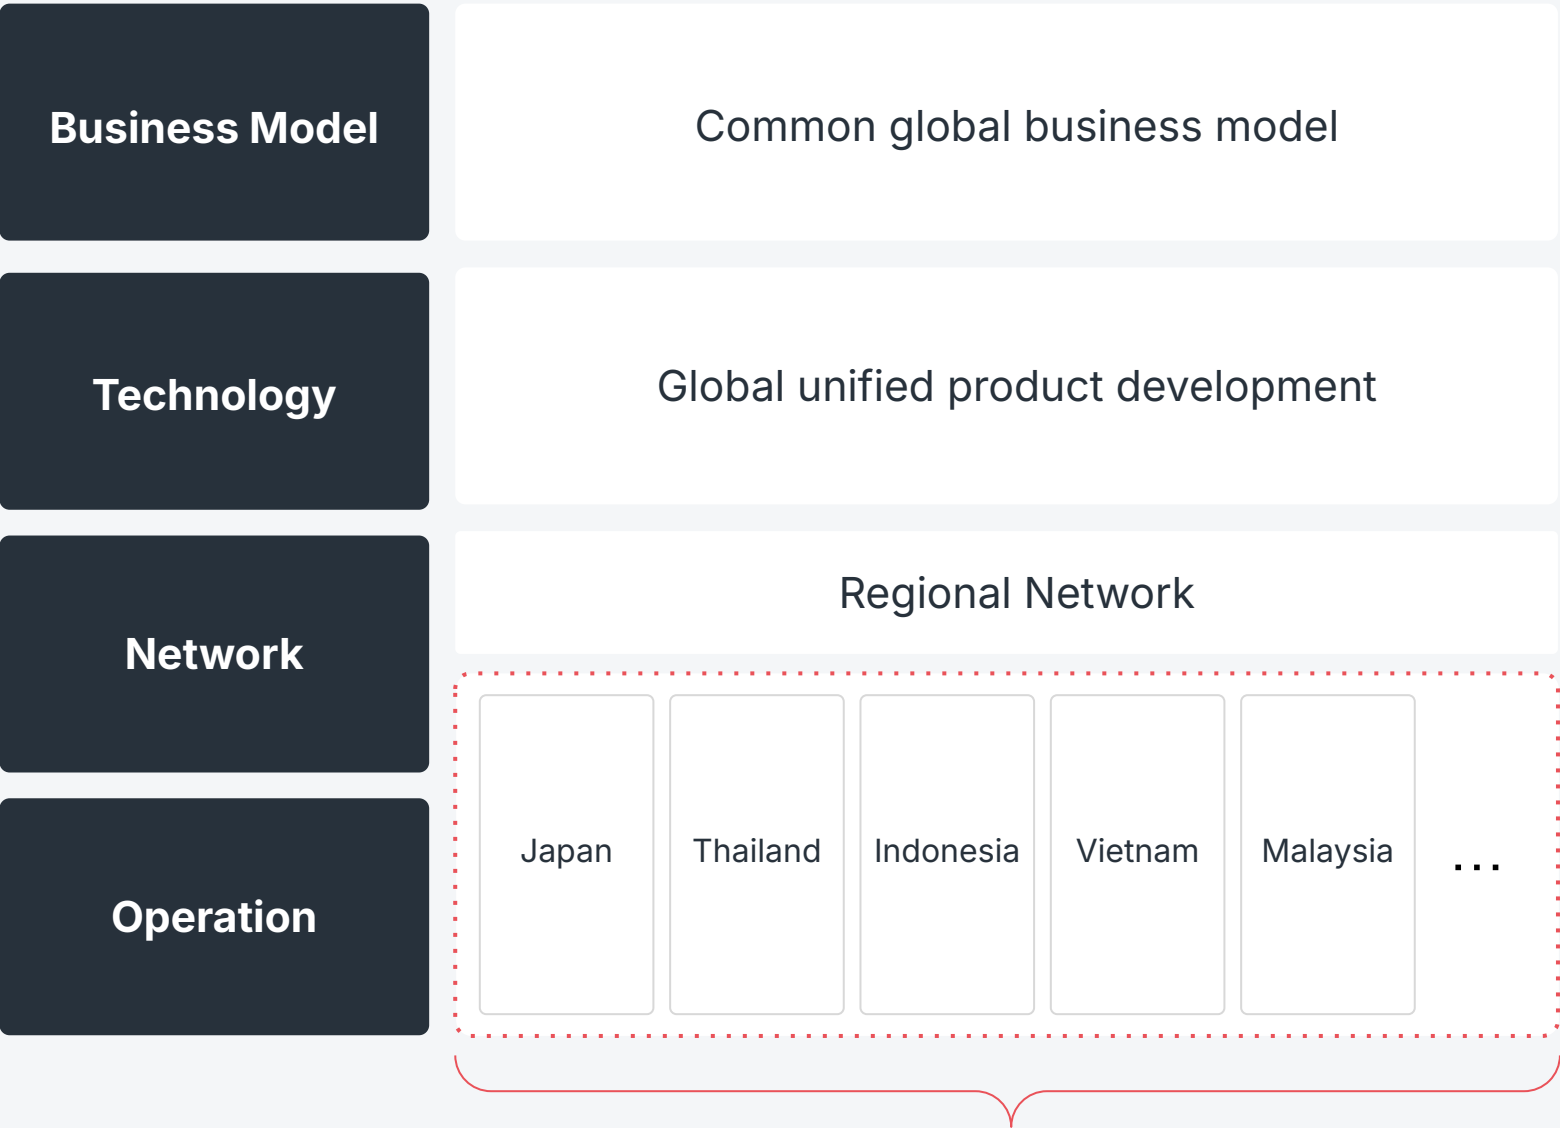 Business Model
Common global business model
Technology
Global unified product development
Network
Regional Network
Operation
Japan
Thailand
Indonesia
Vietnam
Malaysia
...